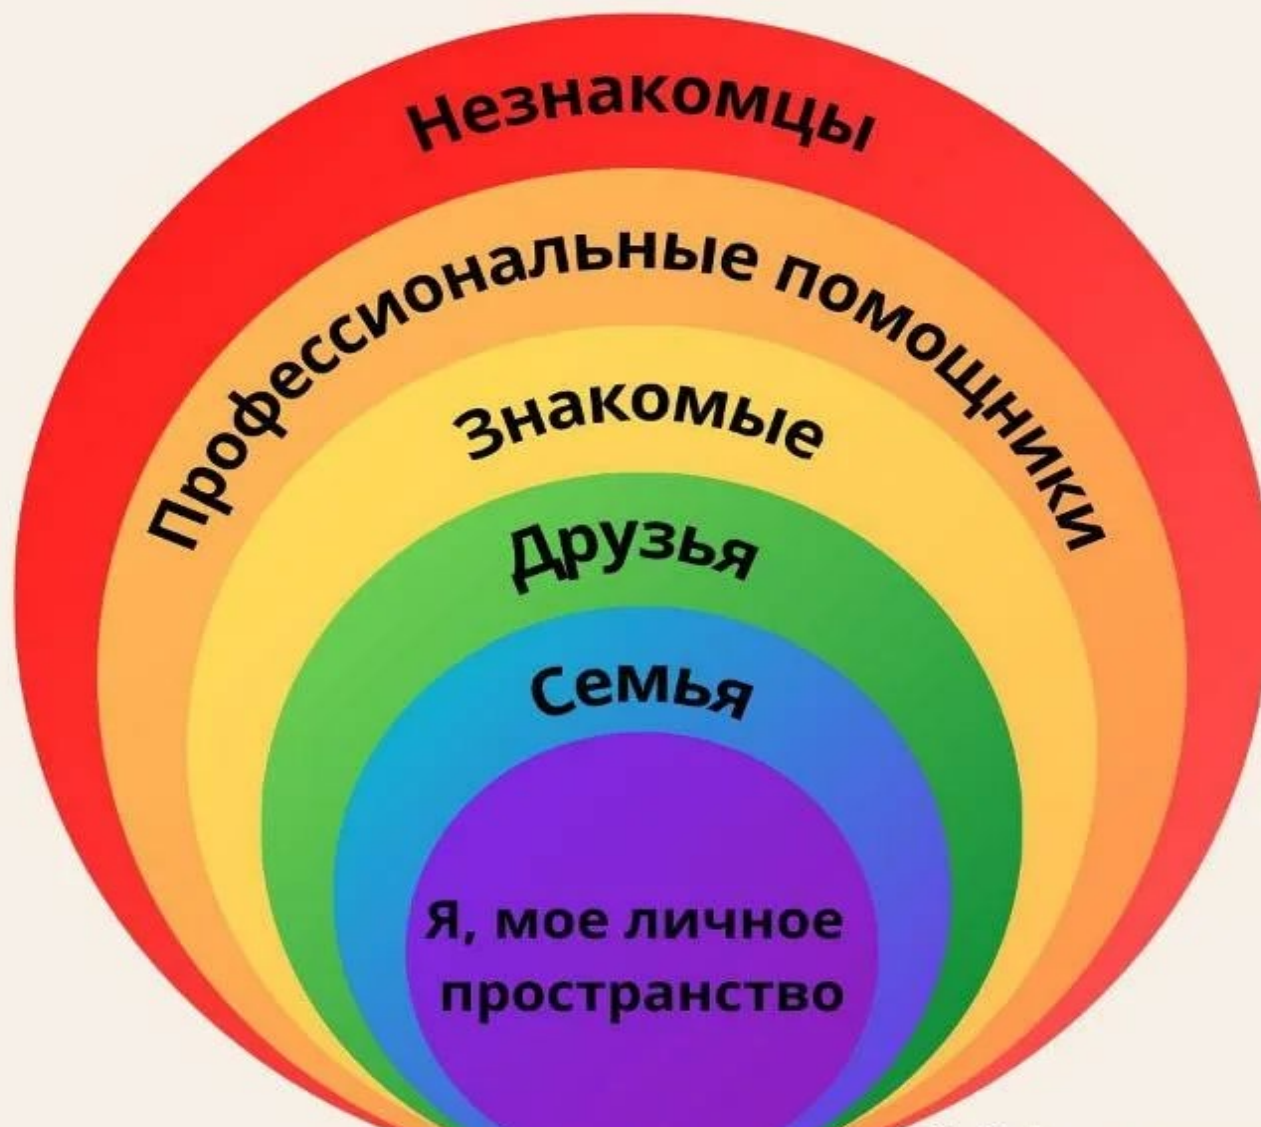 Незнакомцы
Профессиональные помощники
Знакомые
Друзья
Семья
Я, мое личное
пространство